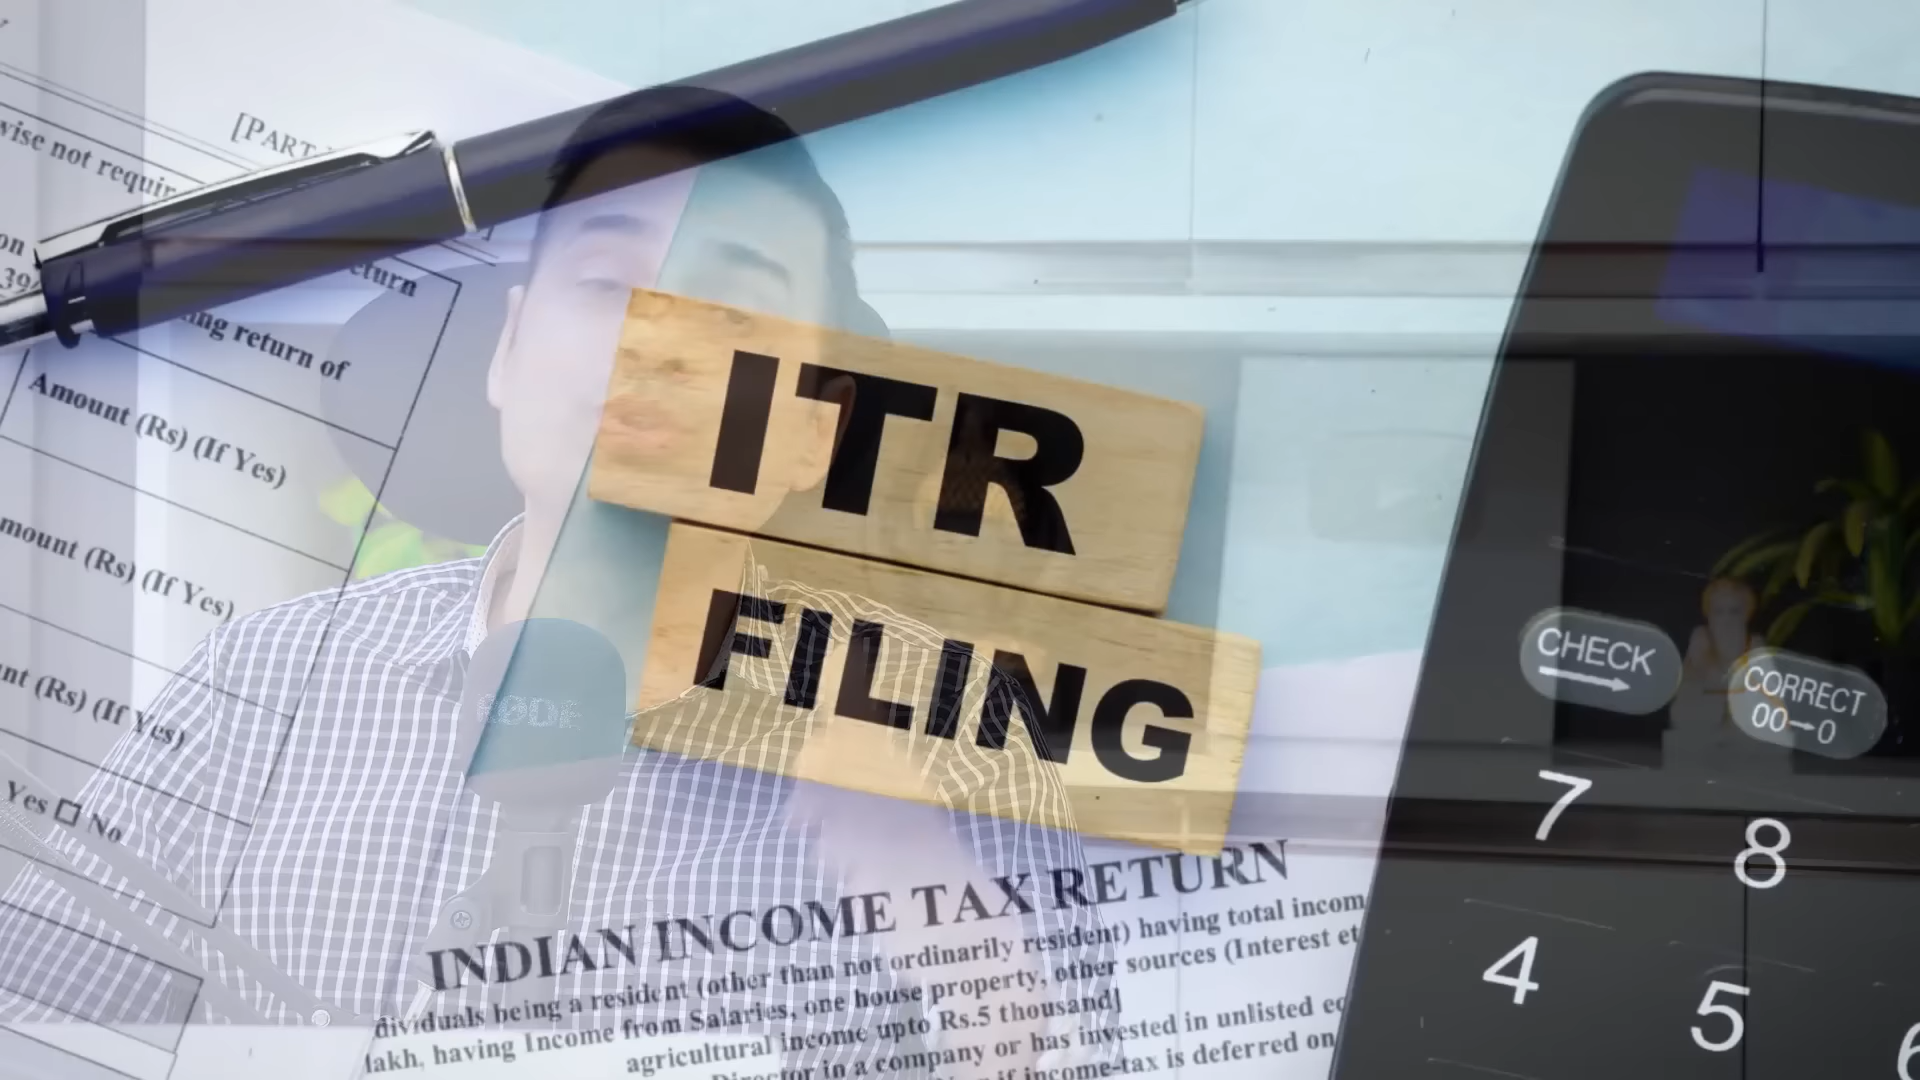 [PART
wise not requir
on
39
eturn
ing return of
Amount (Rs) (If Yes)
mount (Rs) (If Yes)
nt (Rs) (If Yes)
Yes No
ITR
FILING
RØDE
INDIAN INCOME TAX RETURN
dividuals being a resident (other than not ordinarily resident) having total incom
lakh, having Income from Salaries, one house property, other sources (Interest et
agricultural income upto Rs.5 thousand]
Director in a company or has invested in unlisted eq
if income-tax is deferred on
CHECK
CORRECT
00→0
7
8
4
5
6